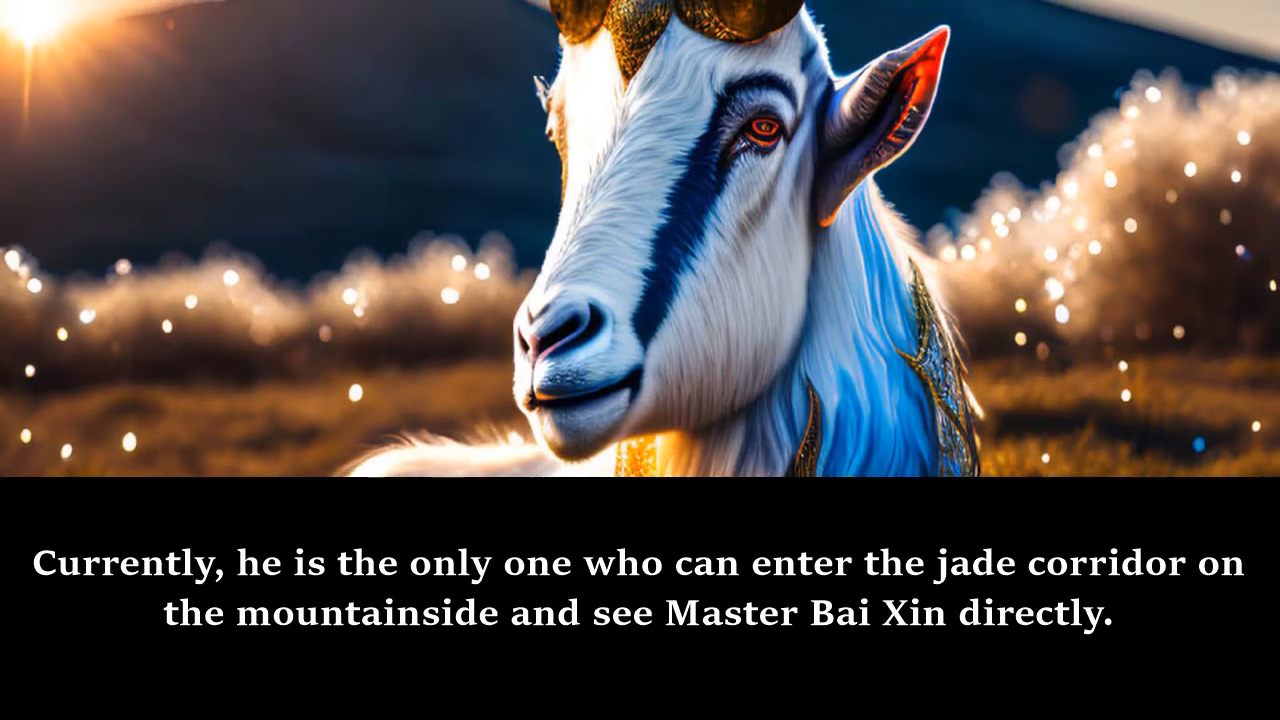 Currently, he is the only one who can enter the jade corridor on
the mountainside and see Master Bai Xin directly.